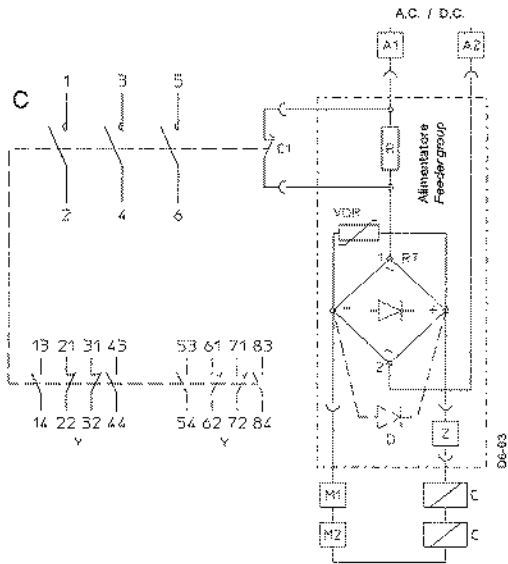 A.C. / D.C.
A1 A2
1 3 5
C
C1
R
Alimentatore
Feeder group
2 4 6
VDR
1 RT
~
- +
~
2
13 21 31 43 53 61 71 83
14 22 32 44 54 62 72 84
Y Y
D
Z
D6-03
M1 C
M2 C